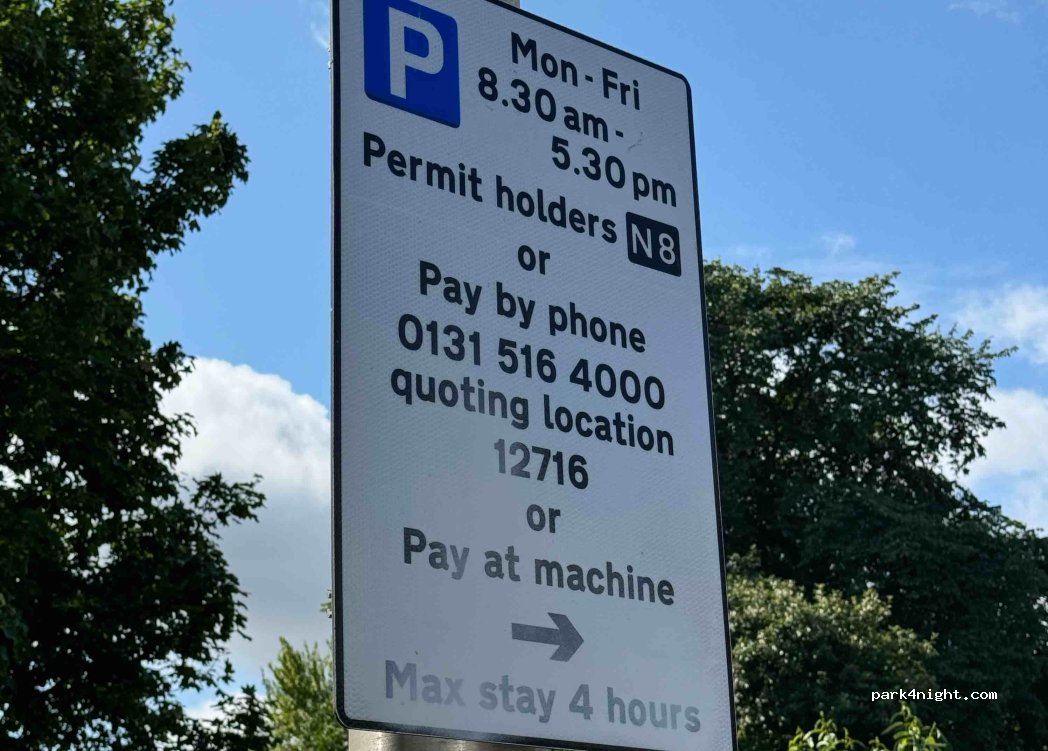 P
Mon - Fri
8.30 am -
5.30 pm
Permit holders N8
or
Pay by phone
0131 516 4000
quoting location
12716
or
Pay at machine
Max stay 4 hours
park4night.com